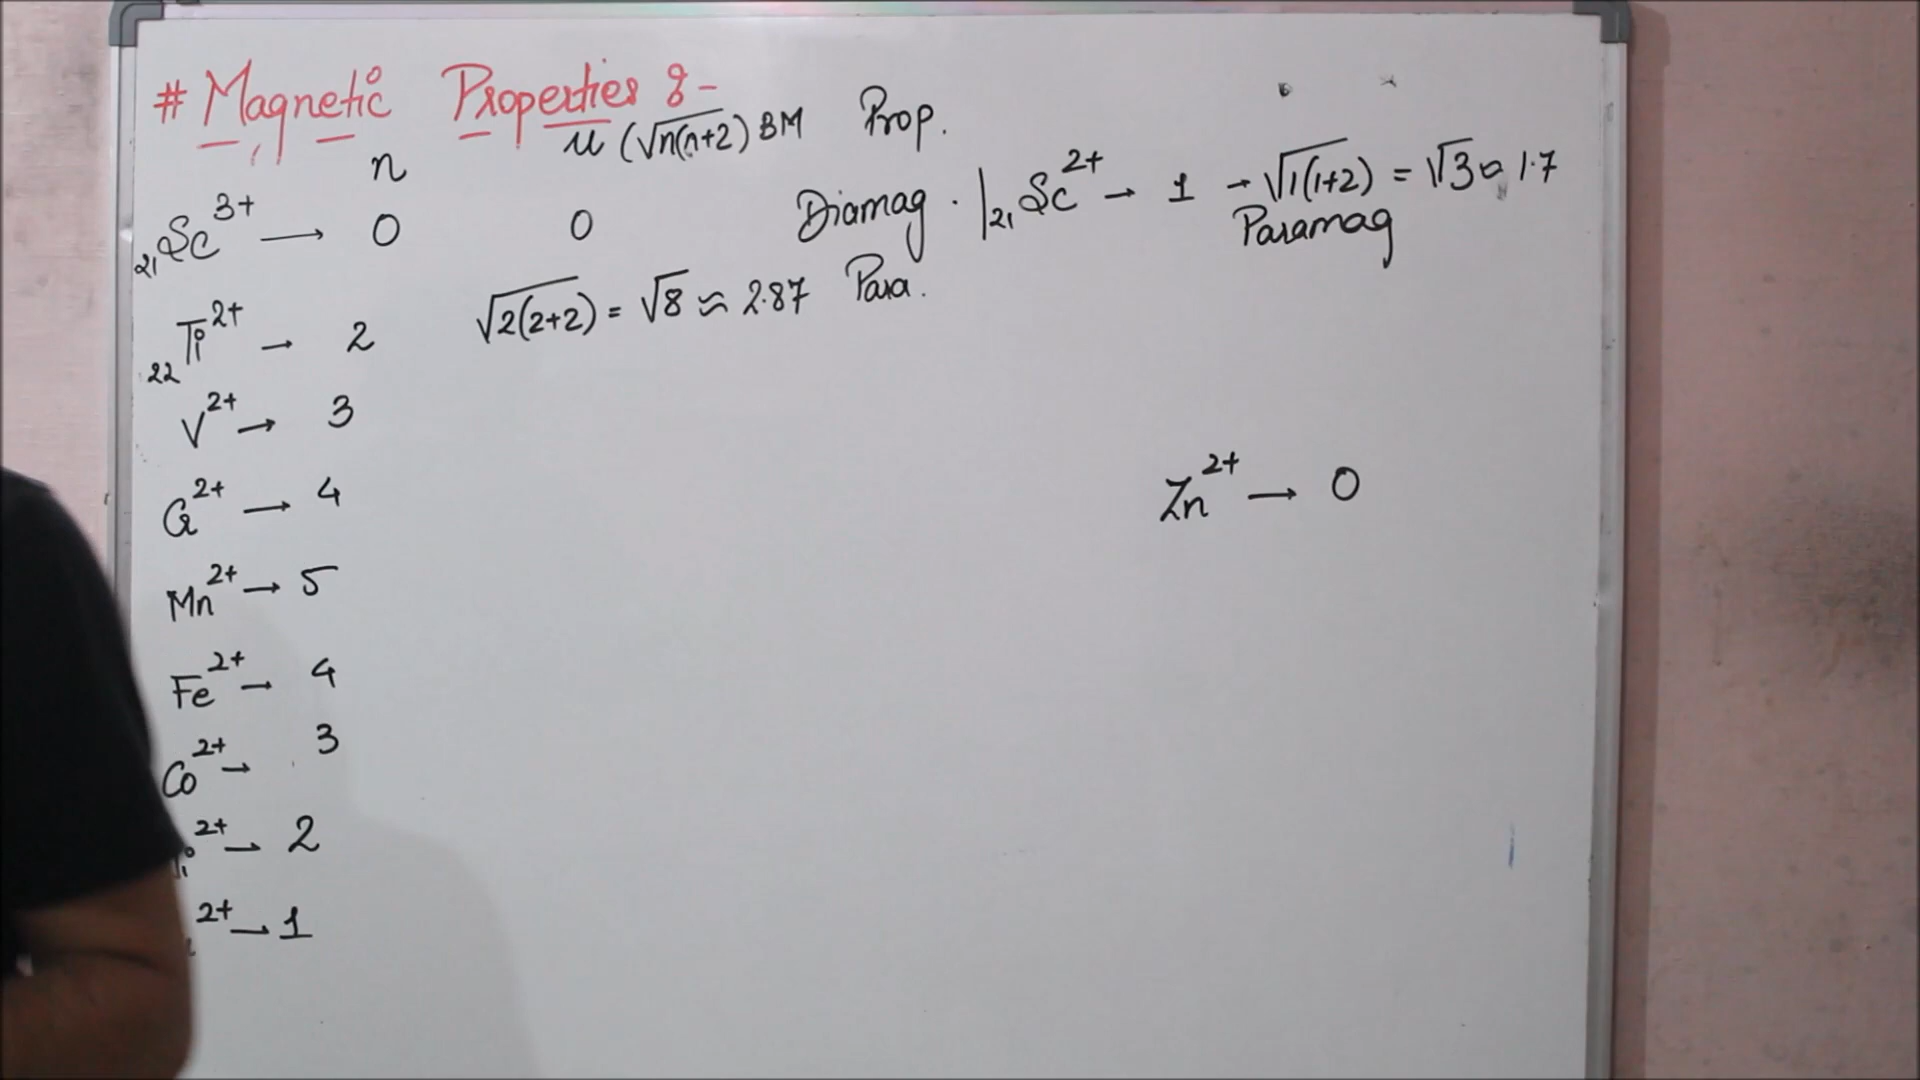 # Magnetic Properties :-
n μ (√n(n+2)) BM Prop.
₂₁Sc³⁺ → 0 0 Diamag. | ₂₁Sc²⁺ → 1 → √1(1+2) = √3 ≈ 1.7
Paramag
₂₂Ti²⁺ → 2 √2(2+2) = √8 ≈ 2.87 Para.
V²⁺ → 3
Cr²⁺ → 4 Zn²⁺ → 0
Mn²⁺ → 5
Fe²⁺ → 4
Co²⁺ → 3
²⁺ → 2
²⁺ → 1